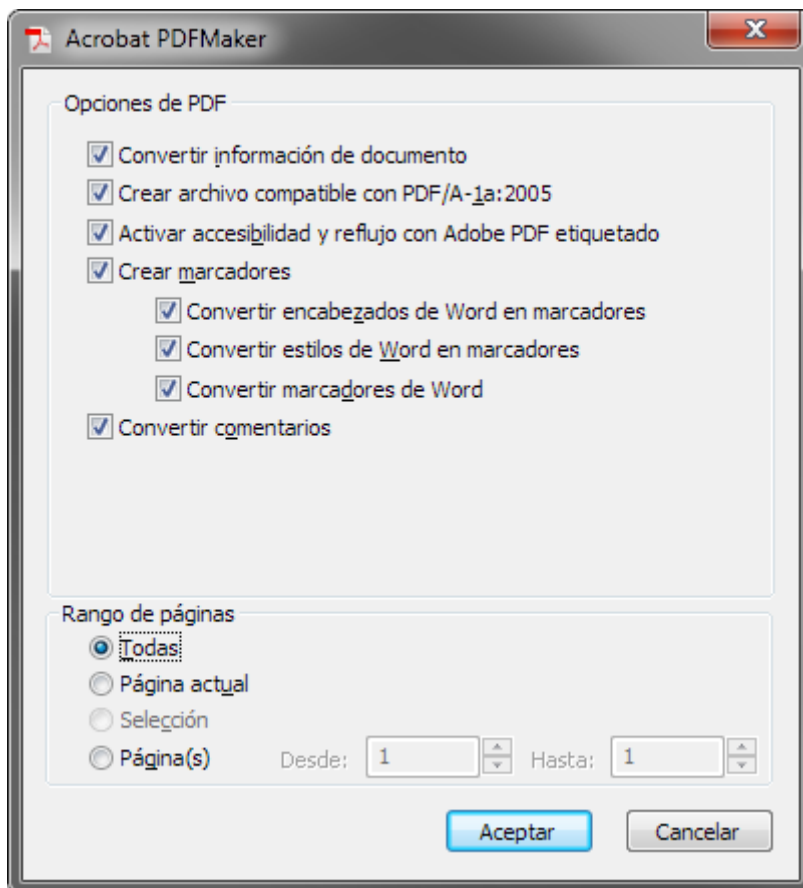 Acrobat PDFMaker
Opciones de PDF
Convertir información de documento
Crear archivo compatible con PDF/A-1a:2005
Activar accesibilidad y reflujo con Adobe PDF etiquetado
Crear marcadores
Convertir encabezados de Word en marcadores
Convertir estilos de Word en marcadores
Convertir marcadores de Word
Convertir comentarios
Rango de páginas
Todas
Página actual
Selección
Página(s) Desde: 1 Hasta: 1
Aceptar Cancelar